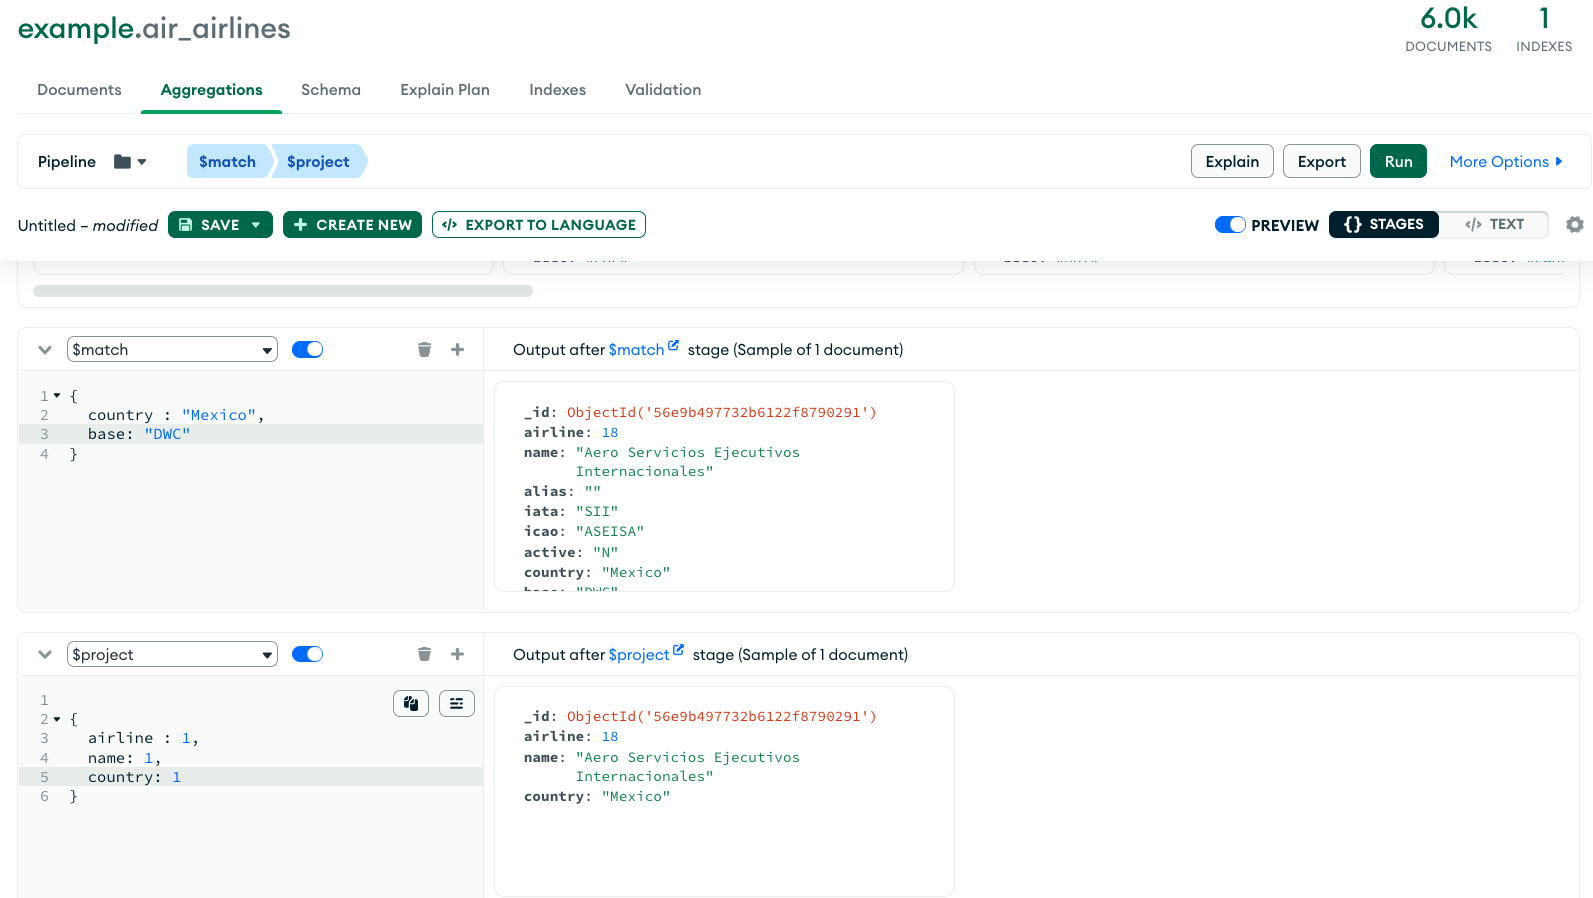 example.air_airlines
6.0k
DOCUMENTS
1
INDEXES
Documents Aggregations Schema Explain Plan Indexes Validation
Pipeline $match $project Explain Export Run More Options
Untitled – modified SAVE CREATE NEW </> EXPORT TO LANGUAGE PREVIEW {} STAGES </> TEXT
$match
Output after $match stage (Sample of 1 document)
1 {
2 country : "Mexico",
3 base: "DWC"
4 }
_id: ObjectId('56e9b497732b6122f8790291')
airline: 18
name: "Aero Servicios Ejecutivos
Internacionales"
alias: ""
iata: "SII"
icao: "ASEISA"
active: "N"
country: "Mexico"
base: "DWC"
$project
Output after $project stage (Sample of 1 document)
1
2 {
3 airline : 1,
4 name: 1,
5 country: 1
6 }
_id: ObjectId('56e9b497732b6122f8790291')
airline: 18
name: "Aero Servicios Ejecutivos
Internacionales"
country: "Mexico"